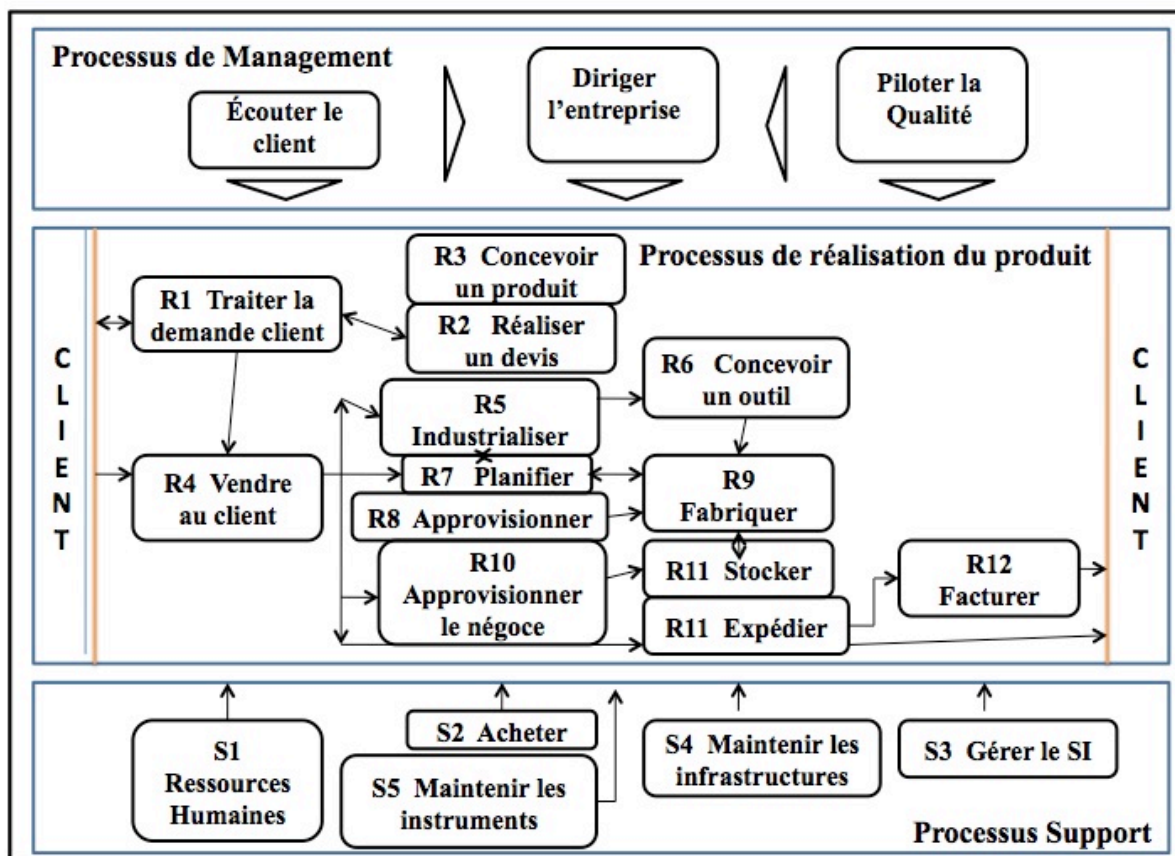 Processus de Management
Écouter le
client
Diriger
l’entreprise
Piloter la
Qualité
Processus de réalisation du produit
CLIENT
R1 Traiter la
demande client
R3 Concevoir
un produit
R2 Réaliser
un devis
R6 Concevoir
un outil
R5
Industrialiser
R4 Vendre
au client
R7 Planifier
R9
Fabriquer
R8 Approvisionner
R10
Approvisionner
le négoce
R11 Stocker
R11 Expédier
R12
Facturer
CLIENT
S1
Ressources
Humaines
S2 Acheter
S5 Maintenir les
instruments
S4 Maintenir les
infrastructures
S3 Gérer le SI
Processus Support